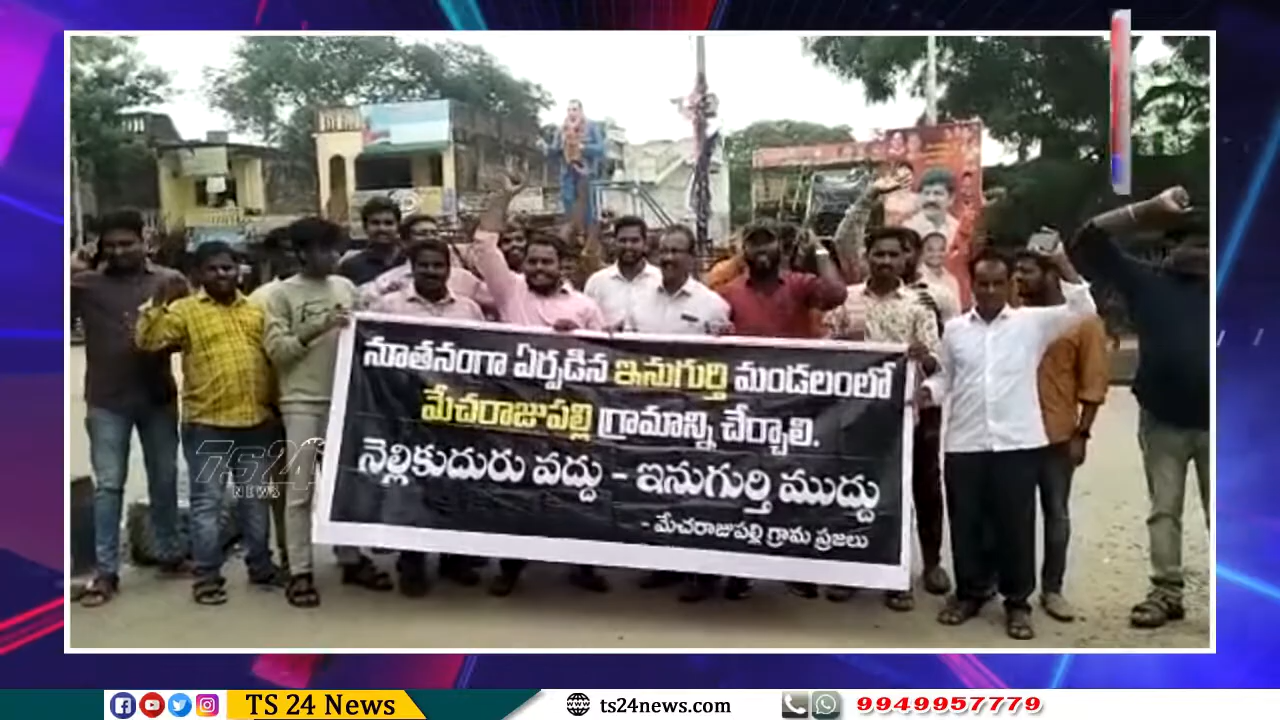 నూతనంగా ఏర్పడిన ఇనుగుర్తి మండలంలో
మేచరాజుపల్లి గ్రామాన్ని చేర్చాలి.
నెల్లికుదురు వద్దు - ఇనుగుర్తి ముద్దు
- మేచరాజుపల్లి గ్రామ ప్రజలు
TS24
NEWS
TS 24 News
ts24news.com
9949957779